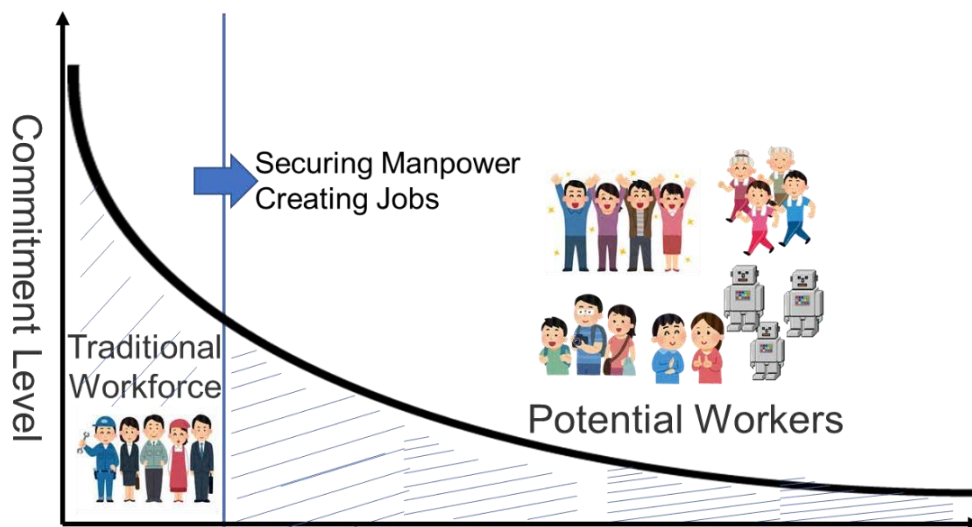 Commitment Level
Securing Manpower
Creating Jobs
Traditional
Workforce
Potential Workers